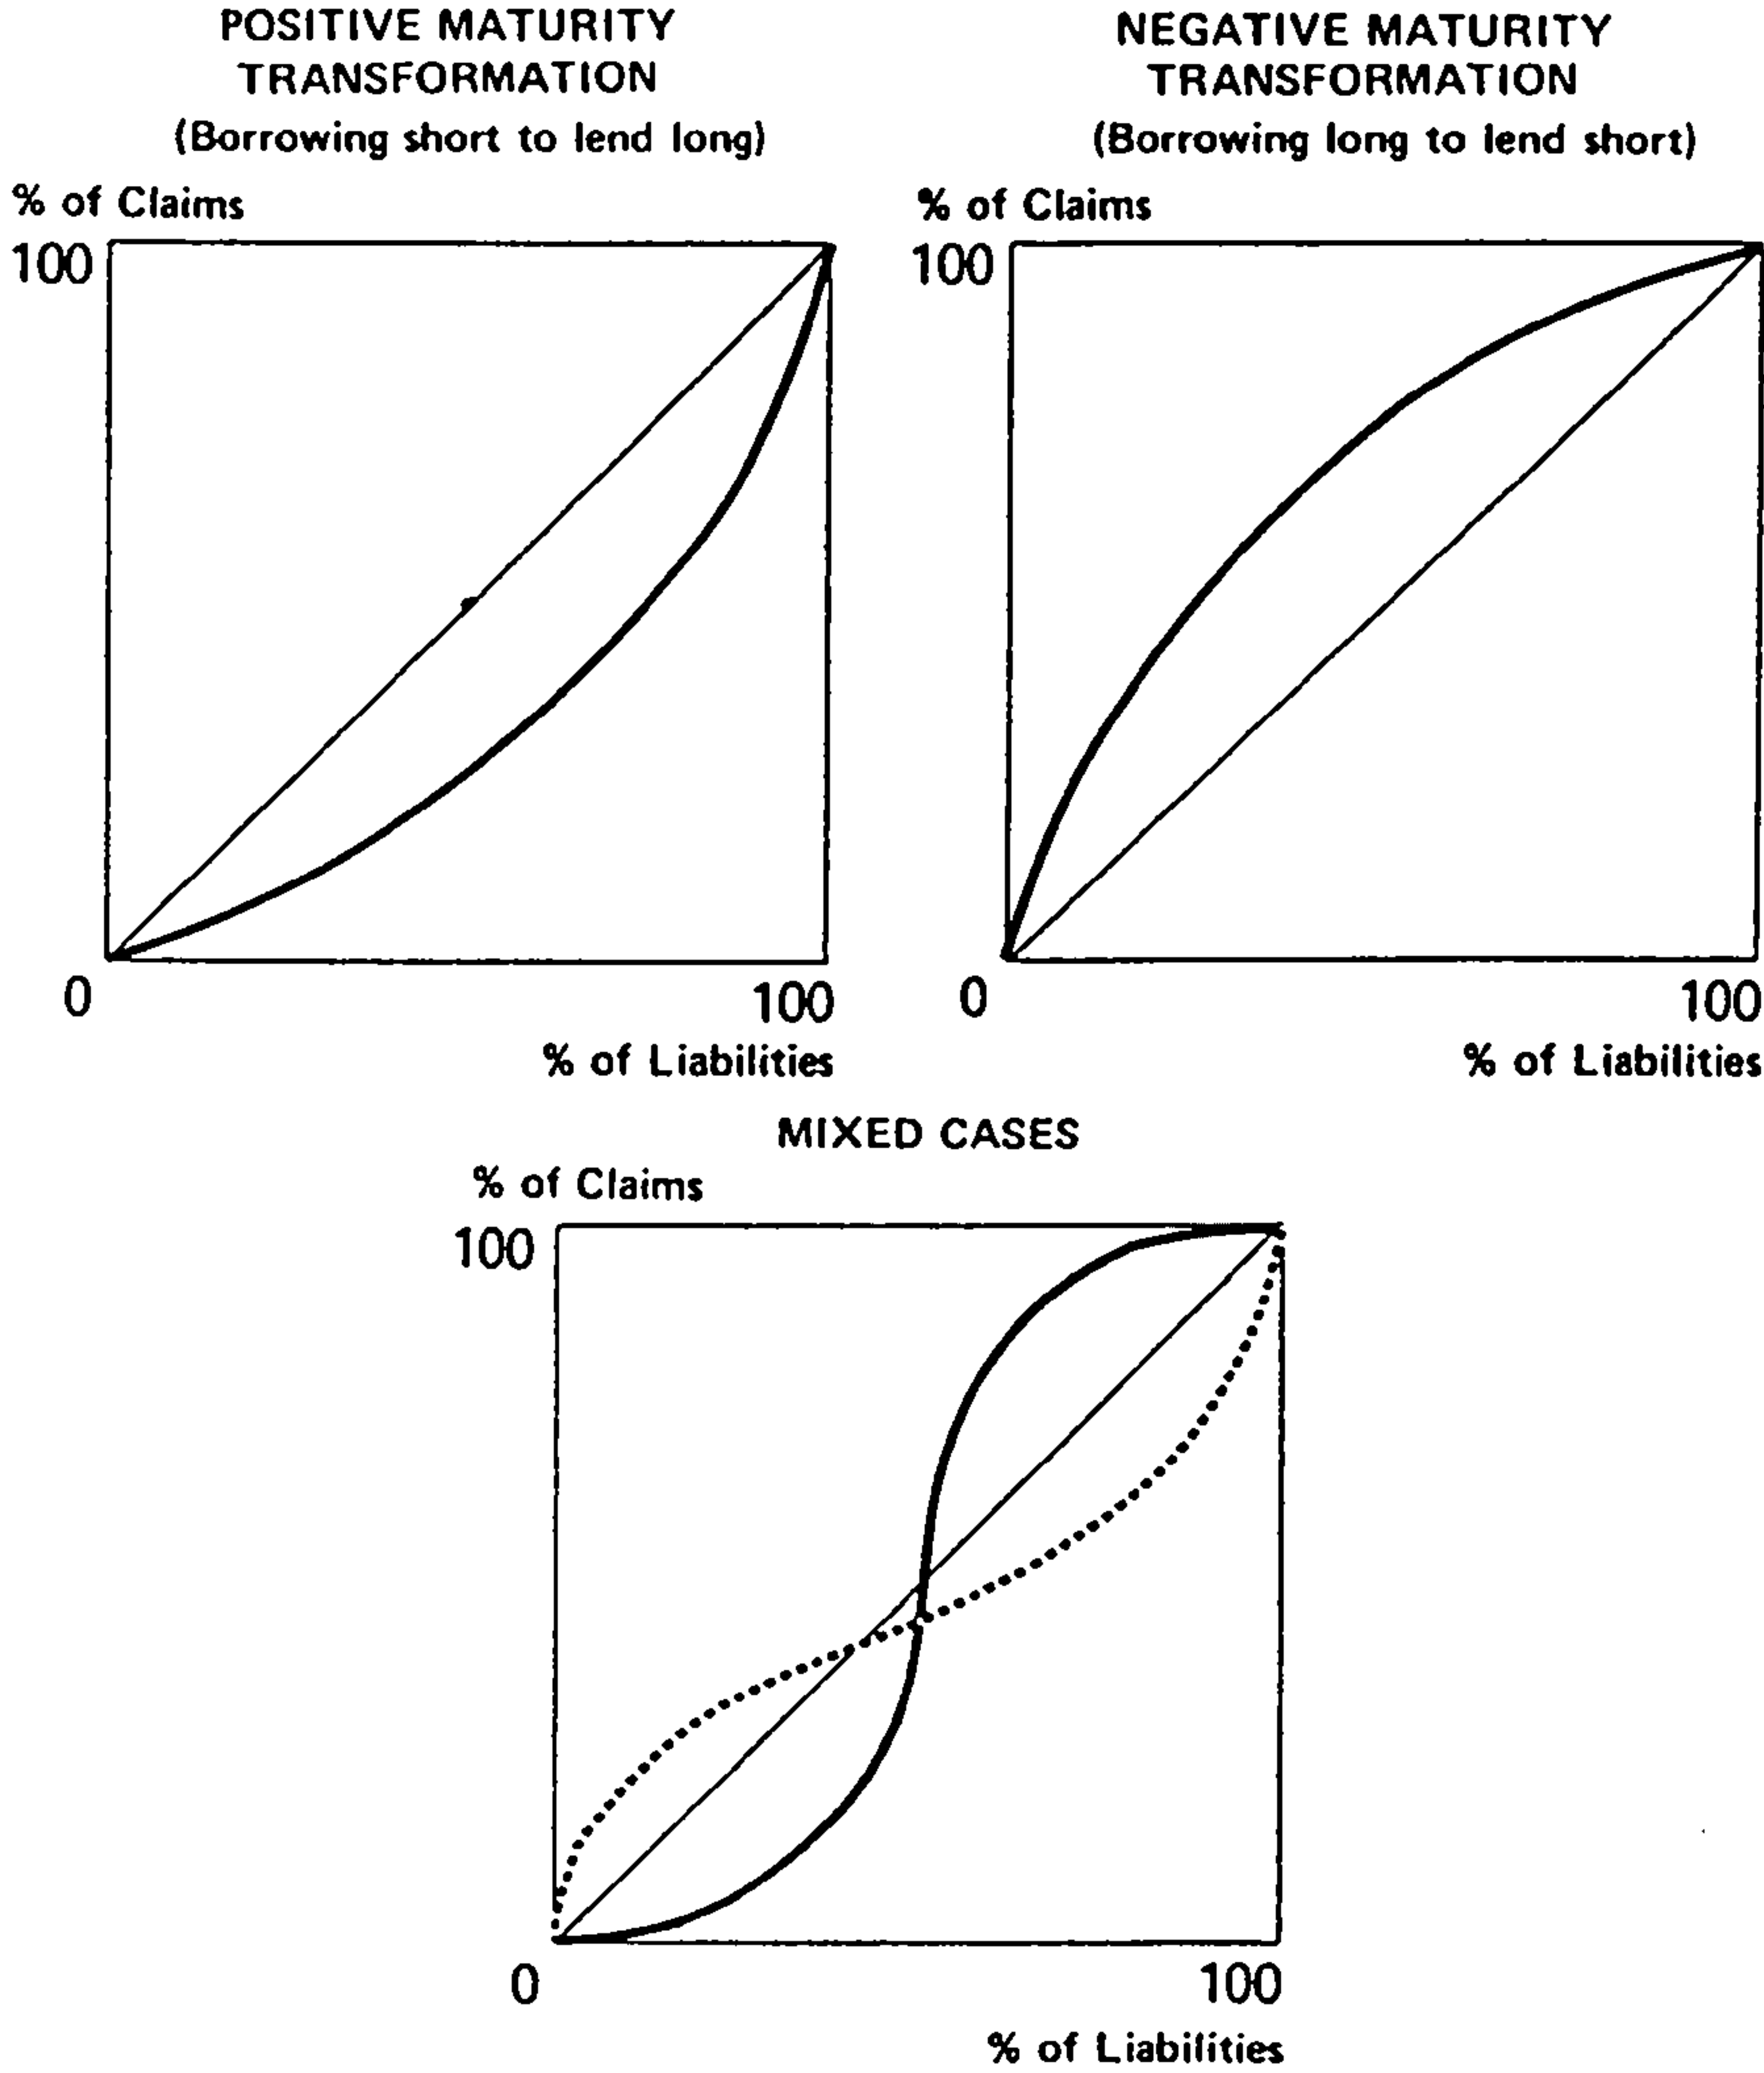 POSITIVE MATURITY
TRANSFORMATION
(Borrowing short to lend long)
% of Claims
100
0
100
% of Liabilities
NEGATIVE MATURITY
TRANSFORMATION
(Borrowing long to lend short)
% of Claims
100
0
100
% of Liabilities
MIXED CASES
% of Claims
100
0
100
% of Liabilities